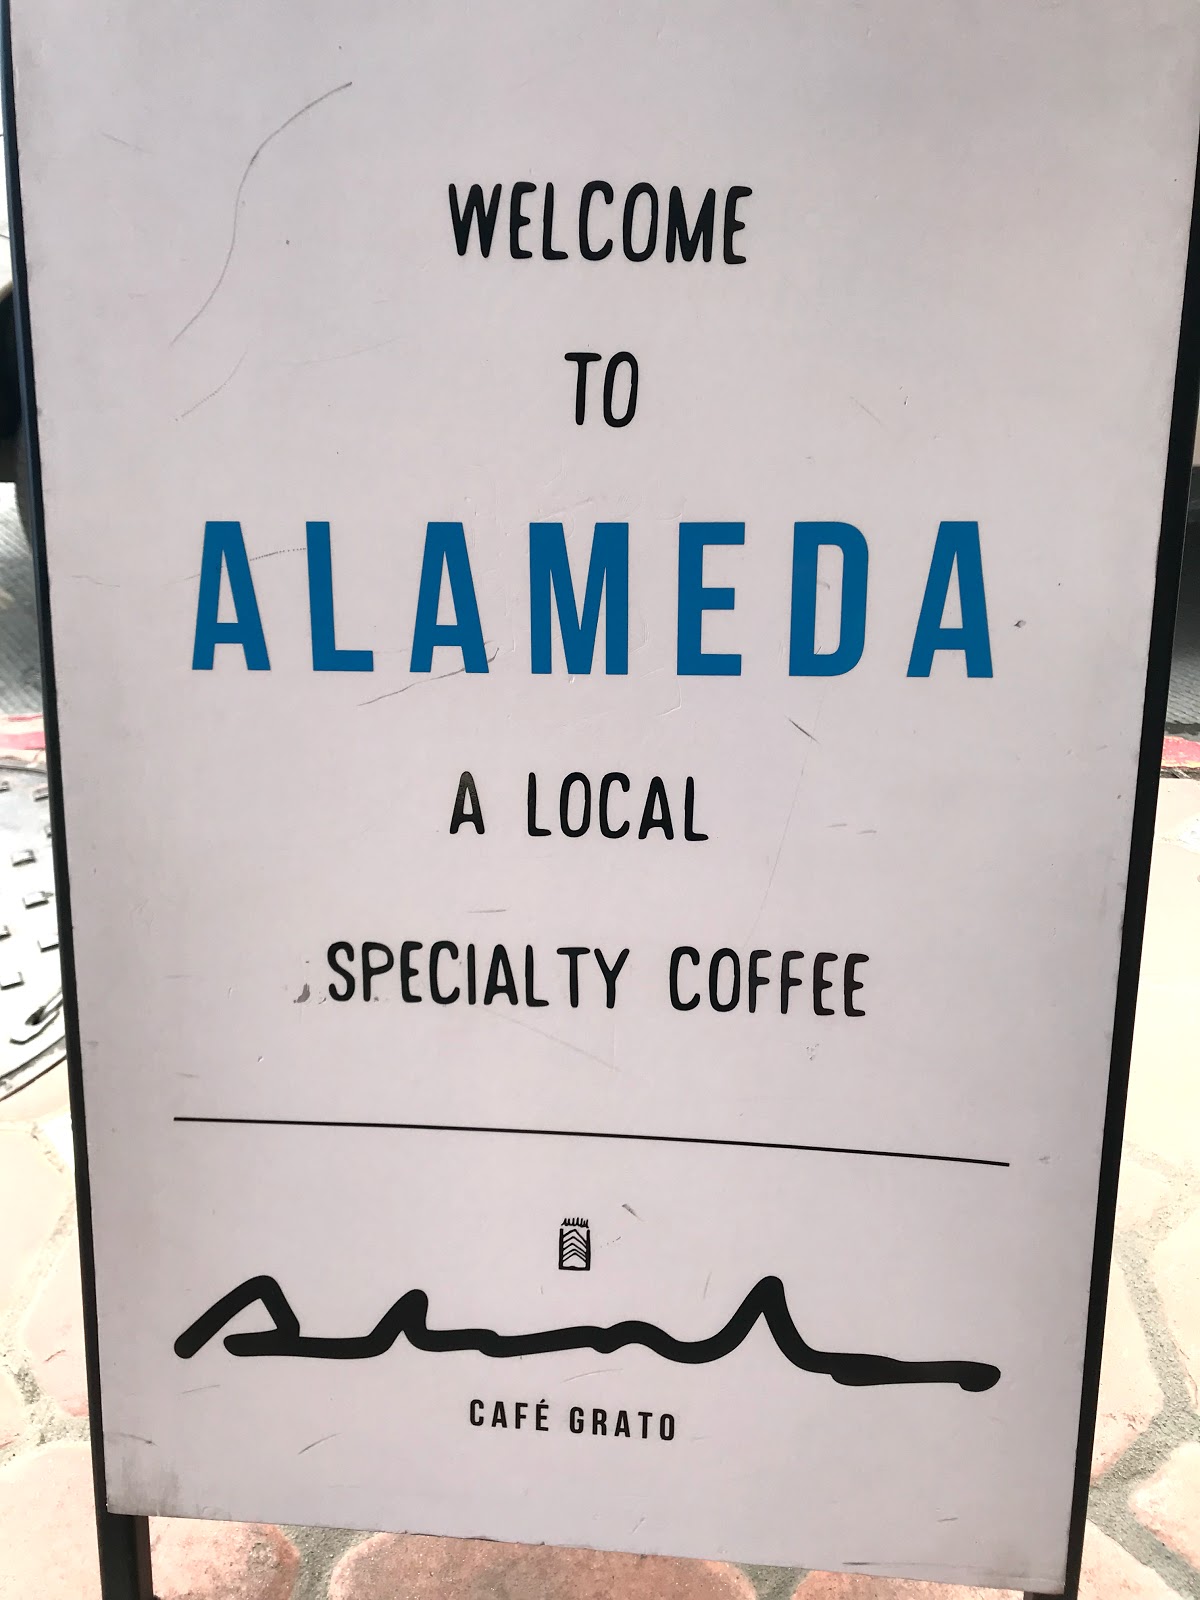 WELCOME
TO
ALAMEDA
A LOCAL
SPECIALTY COFFEE
CAFÉ GRATO